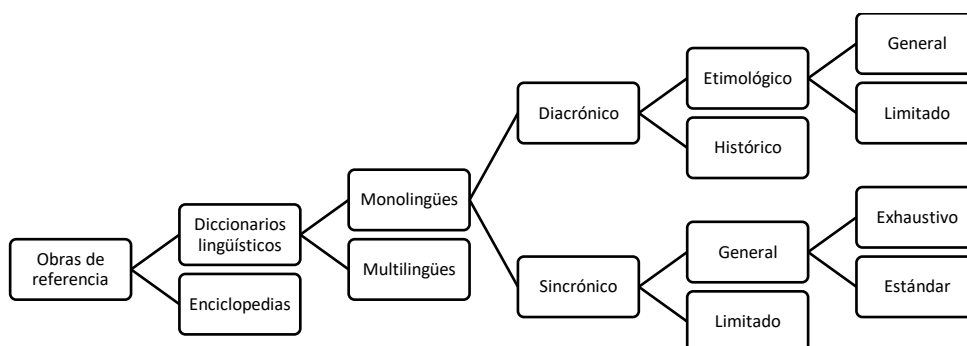 Obras de
referencia
Diccionarios
lingüísticos
Enciclopedias
Monolingües
Multilingües
Diacrónico
Sincrónico
Etimológico
Histórico
General
Limitado
General
Limitado
Exhaustivo
Estándar